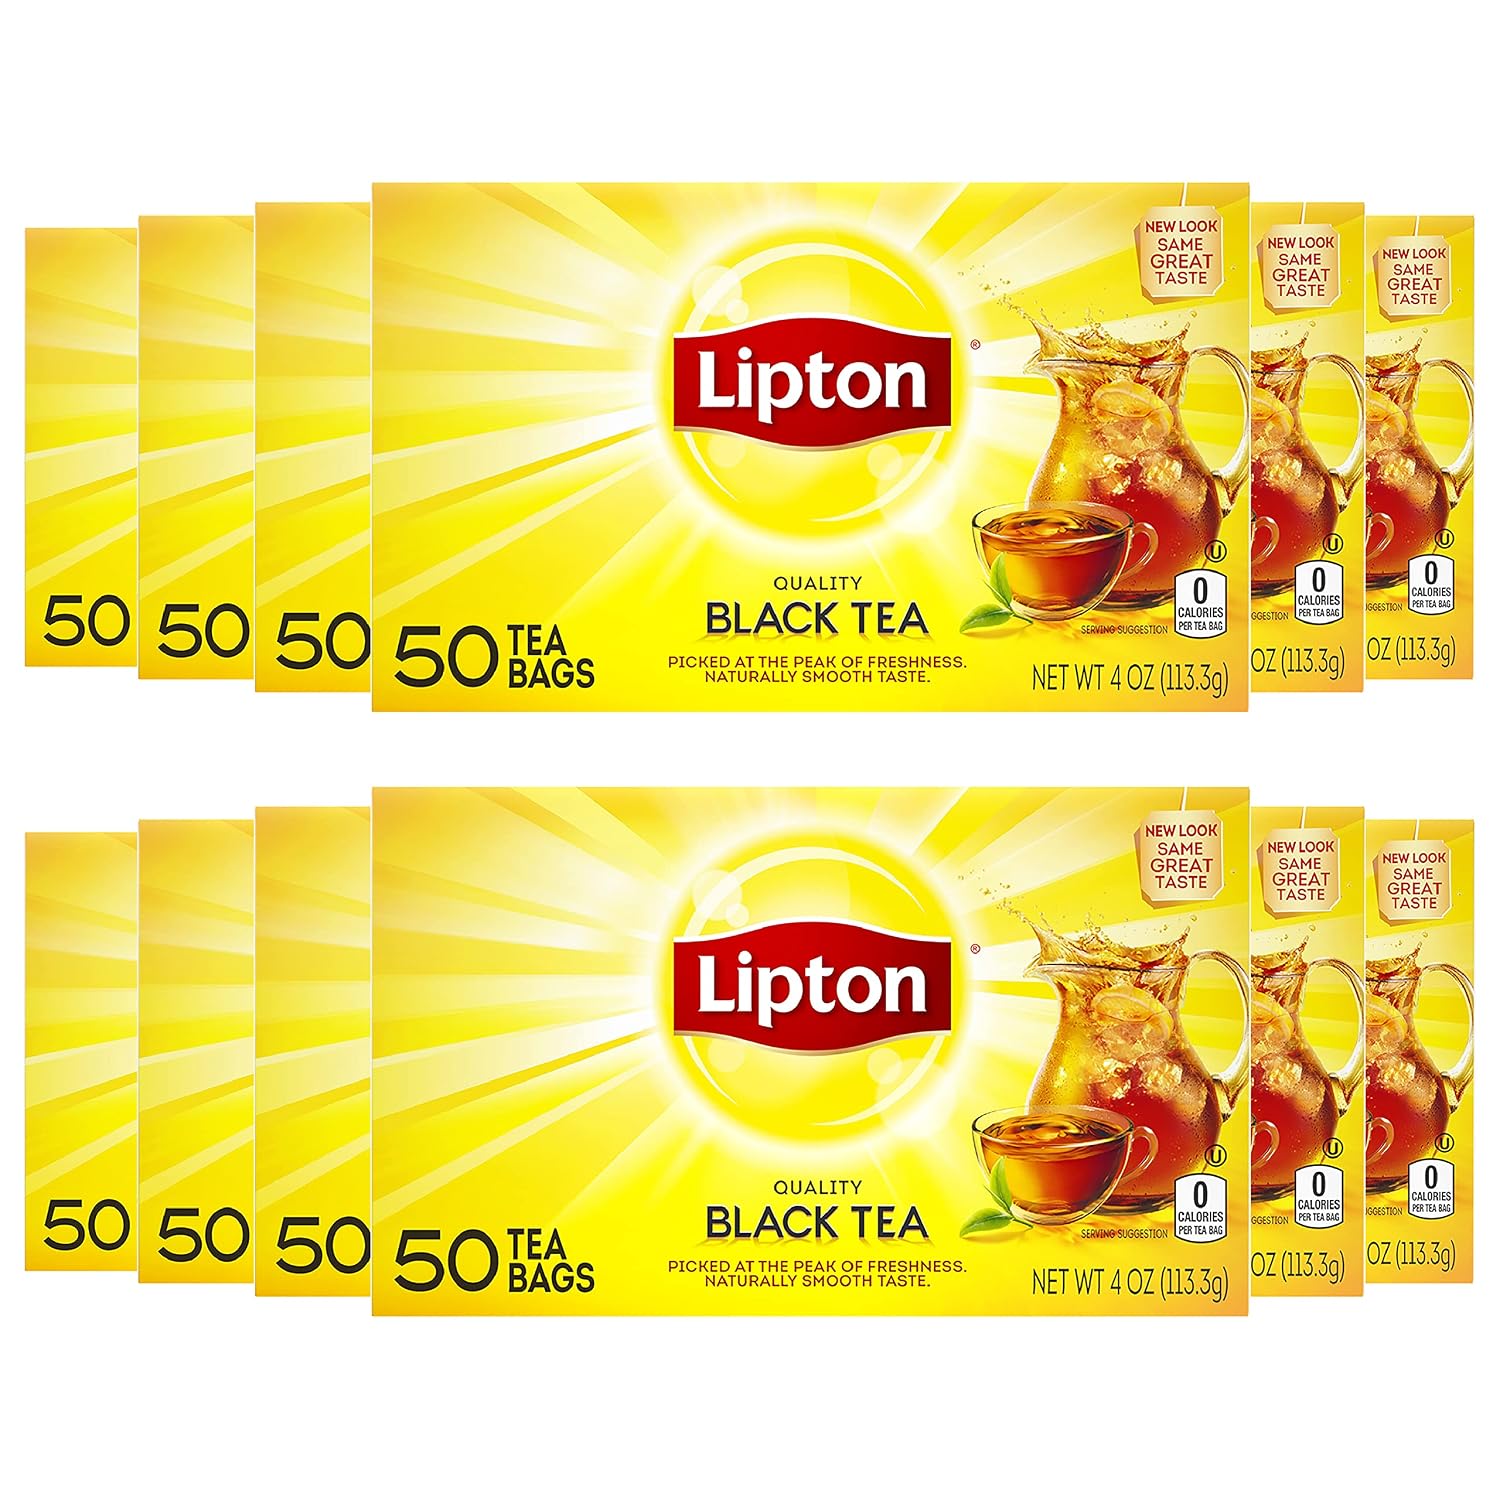 50
50
50
Lipton
®
NEW LOOK
SAME
GREAT
TASTE
QUALITY
BLACK TEA
PICKED AT THE PEAK OF FRESHNESS.
NATURALLY SMOOTH TASTE.
50 TEA
BAGS
U
0
CALORIES
PER TEA BAG
SERVING SUGGESTION
NET WT 4 OZ (113.3g)
NEW LOOK
SAME
GREAT
TASTE
U
0
CALORIES
PER TEA BAG
GESTION
OZ (113.3g)
NEW LOOK
SAME
GREAT
TASTE
U
0
CALORIES
PER TEA BAG
GGESTION
OZ (113.3g)
50
50
50
Lipton
®
NEW LOOK
SAME
GREAT
TASTE
QUALITY
BLACK TEA
PICKED AT THE PEAK OF FRESHNESS.
NATURALLY SMOOTH TASTE.
50 TEA
BAGS
U
0
CALORIES
PER TEA BAG
SERVING SUGGESTION
NET WT 4 OZ (113.3g)
NEW LOOK
SAME
GREAT
TASTE
U
0
CALORIES
PER TEA BAG
GESTION
OZ (113.3g)
NEW LOOK
SAME
GREAT
TASTE
U
0
CALORIES
PER TEA BAG
GGESTION
OZ (113.3g)